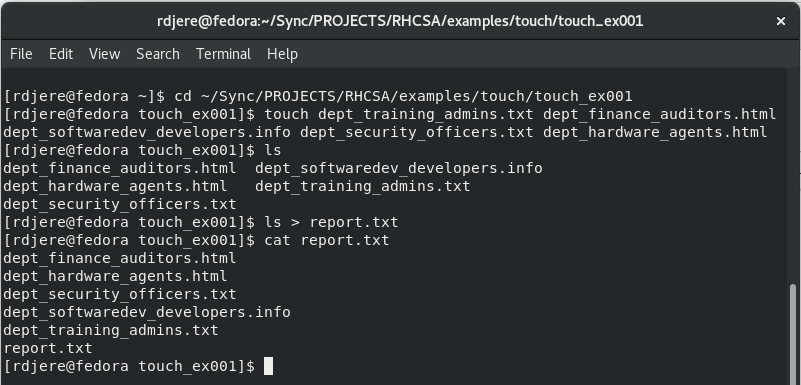 rdjere@fedora:~/Sync/PROJECTS/RHCSA/examples/touch/touch_ex001
File Edit View Search Terminal Help
[rdjere@fedora ~]$ cd ~/Sync/PROJECTS/RHCSA/examples/touch/touch_ex001
[rdjere@fedora touch_ex001]$ touch dept_training_admins.txt dept_finance_auditors.html
dept_softwaredev_developers.info dept_security_officers.txt dept_hardware_agents.html
[rdjere@fedora touch_ex001]$ ls
dept_finance_auditors.html  dept_softwaredev_developers.info
dept_hardware_agents.html   dept_training_admins.txt
dept_security_officers.txt
[rdjere@fedora touch_ex001]$ ls > report.txt
[rdjere@fedora touch_ex001]$ cat report.txt
dept_finance_auditors.html
dept_hardware_agents.html
dept_security_officers.txt
dept_softwaredev_developers.info
dept_training_admins.txt
report.txt
[rdjere@fedora touch_ex001]$